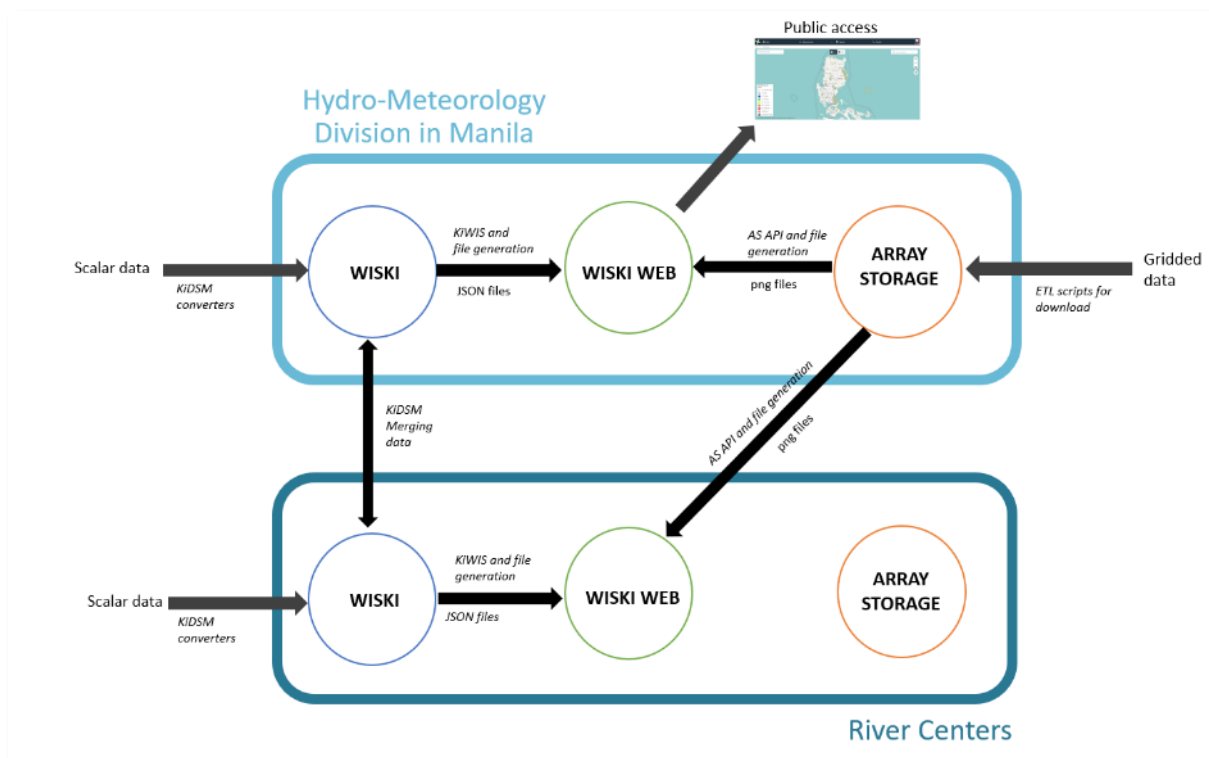 Public access
Hydro-Meteorology
Division in Manila
Scalar data
KiDSM
converters
WISKI
KiWIS and
file generation
JSON files
WISKI WEB
AS API and file
generation
png files
ARRAY
STORAGE
Gridded
data
ETL scripts for
download
KiDSM
Merging
data
AS API and file generation
png files
Scalar data
KiDSM
converters
WISKI
KiWIS and file
generation
JSON files
WISKI WEB
ARRAY
STORAGE
River Centers